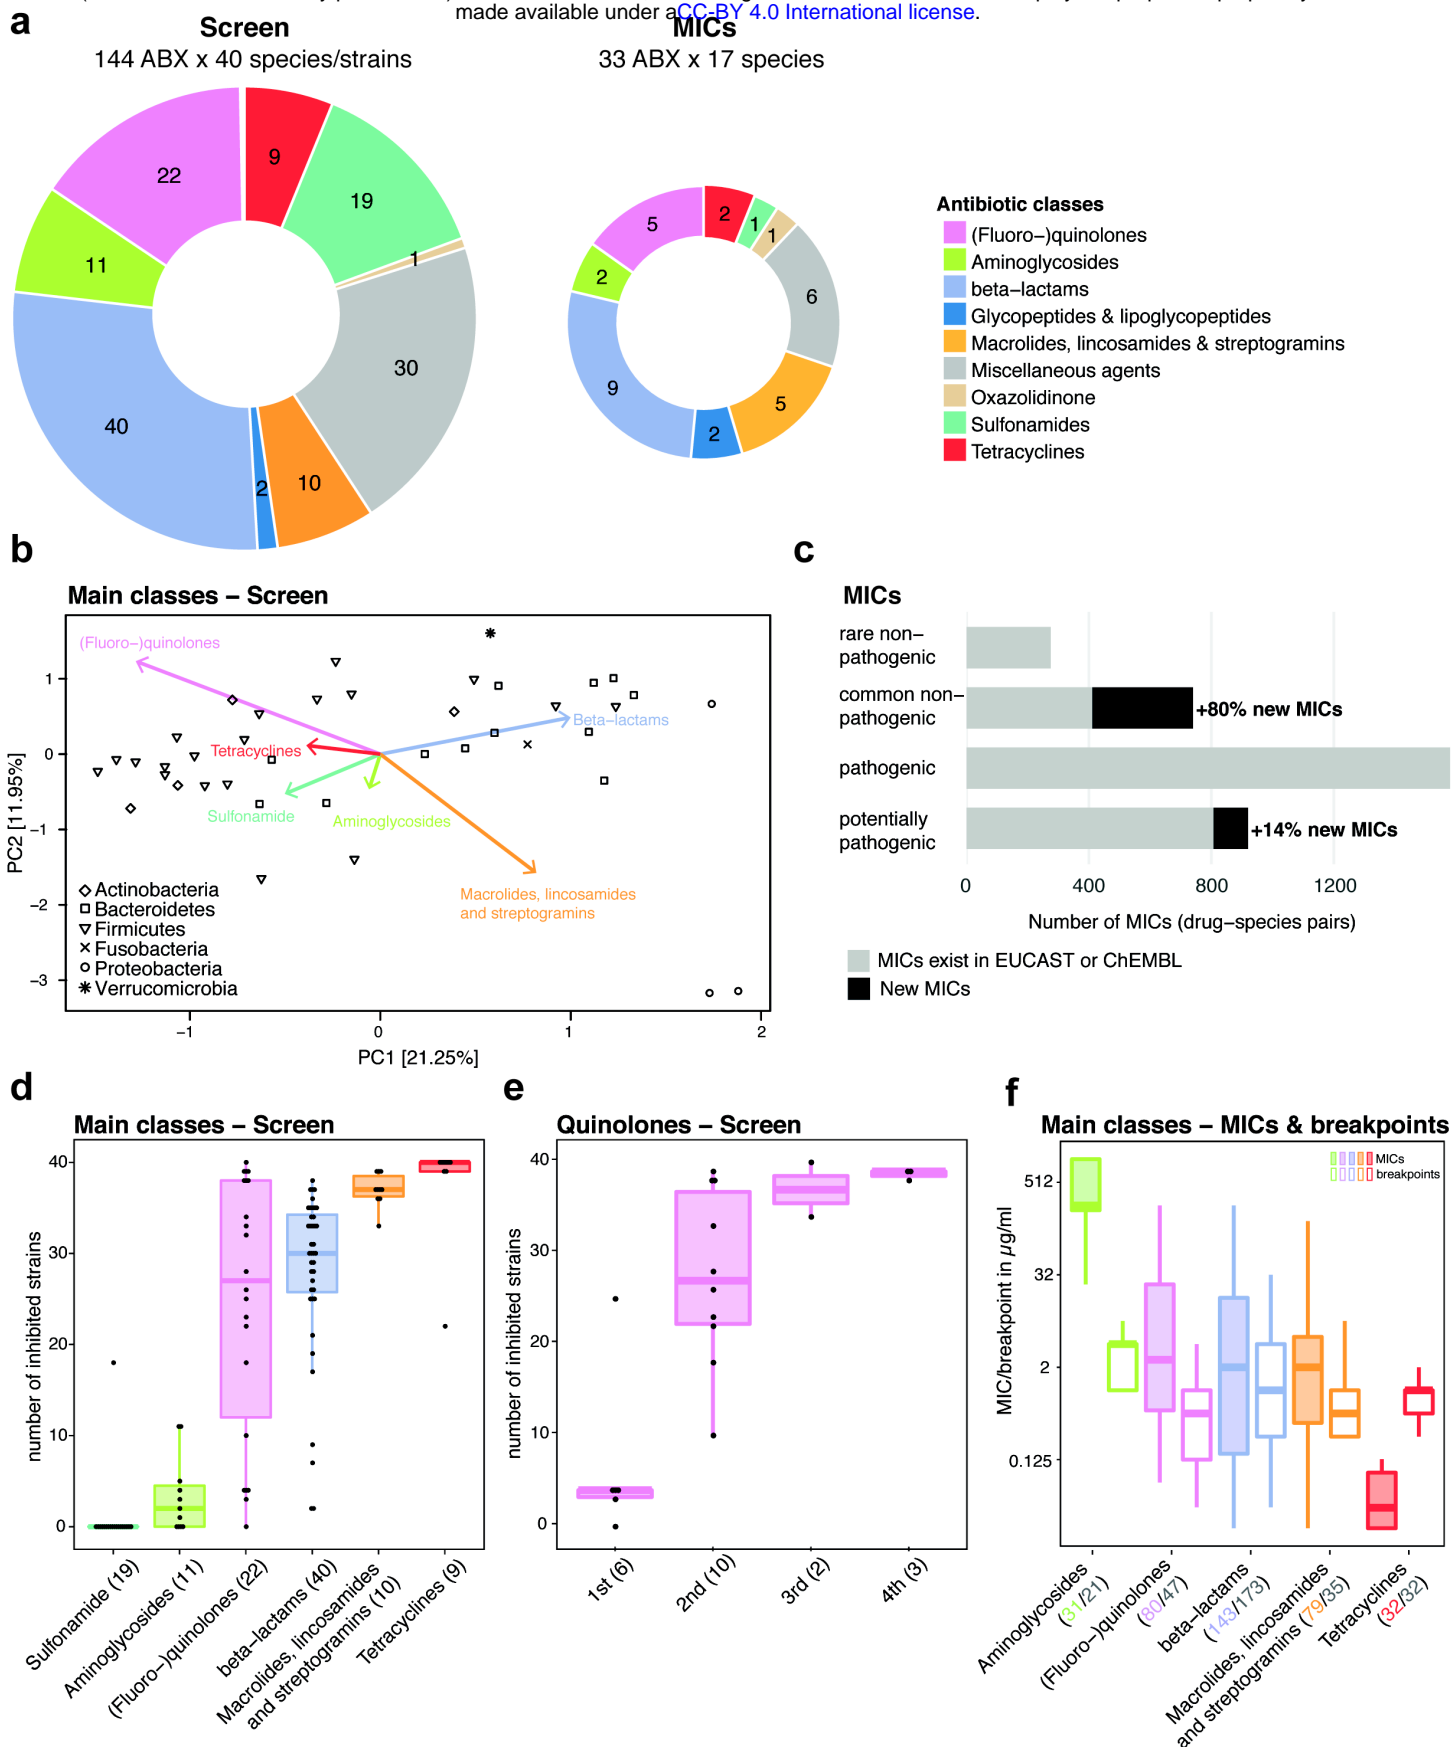 made available under aCC-BY 4.0 International license.
a
Screen
144 ABX x 40 species/strains
MICs
33 ABX x 17 species
9
19
1
30
10
2
40
11
22
2
1
1
6
5
2
9
2
5
Antibiotic classes
(Fluoro−)quinolones
Aminoglycosides
beta−lactams
Glycopeptides & lipoglycopeptides
Macrolides, lincosamides & streptogramins
Miscellaneous agents
Oxazolidinone
Sulfonamides
Tetracyclines
b
Main classes – Screen
(Fluoro−)quinolones
Beta−lactams
Tetracyclines
Sulfonamide
Aminoglycosides
Macrolides, lincosamides
and streptogramins
Actinobacteria
Bacteroidetes
Firmicutes
Fusobacteria
Proteobacteria
Verrucomicrobia
1
0
−1
−2
−3
PC2 [11.95%]
−1
0
1
2
PC1 [21.25%]
c
MICs
rare non−
pathogenic
common non−
pathogenic
+80% new MICs
pathogenic
potentially
pathogenic
+14% new MICs
0
400
800
1200
Number of MICs (drug−species pairs)
MICs exist in EUCAST or ChEMBL
New MICs
d
Main classes – Screen
40
30
20
10
0
number of inhibited strains
Sulfonamide (19)
Aminoglycosides (11)
(Fluro−)quinolones (22)
beta−lactams (40)
Macrolides, lincosamides
and streptogramins (10)
Tetracyclines (9)
e
Quinolones – Screen
40
30
20
10
0
number of inhibited strains
1st (6)
2nd (10)
3rd (2)
4th (3)
f
Main classes – MICs & breakpoints
MICs
breakpoints
512
32
2
0.125
MIC/breakpoint in µg/ml
Aminoglycosides
(31/21)
(Fluoro−)quinolones
(80/47)
beta−lactams
(143/173)
Macrolides, lincosamides
and streptogramins (79/35)
Tetracyclines
(32/32)